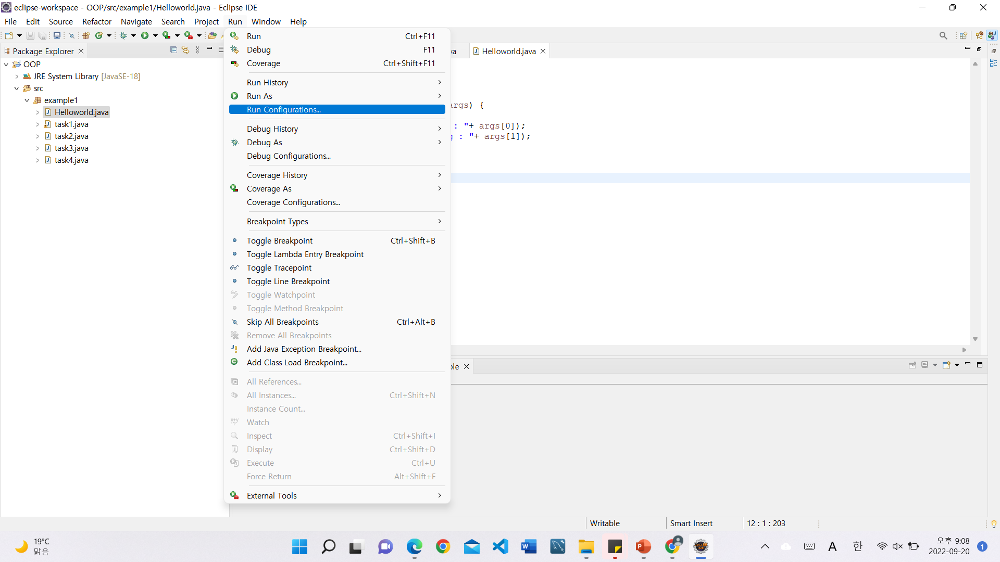 eclipse-workspace - OOP/src/example1/Helloworld.java - Eclipse IDE
File Edit Source Refactor Navigate Search Project Run Window Help
Package Explorer
OOP
JRE System Library [JavaSE-18]
src
example1
Helloworld.java
task1.java
task2.java
task3.java
task4.java
Run Ctrl+F11
Debug F11
Coverage Ctrl+Shift+F11
Run History
Run As
Run Configurations...
Debug History
Debug As
Debug Configurations...
Coverage History
Coverage As
Coverage Configurations...
Breakpoint Types
Toggle Breakpoint Ctrl+Shift+B
Toggle Lambda Entry Breakpoint
Toggle Tracepoint
Toggle Line Breakpoint
Toggle Watchpoint
Toggle Method Breakpoint
Skip All Breakpoints Ctrl+Alt+B
Remove All Breakpoints
Add Java Exception Breakpoint...
Add Class Load Breakpoint...
All References...
All Instances... Ctrl+Shift+N
Instance Count...
Watch
Inspect Ctrl+Shift+I
Display Ctrl+Shift+D
Execute Ctrl+U
Force Return Alt+Shift+F
External Tools
va
Helloworld.java
args) {
: "+ args[0]);
g : "+ args[1]);
ole
Writable Smart Insert 12 : 1 : 203
19°C
맑음
A 한
오후 9:08
2022-09-20
1